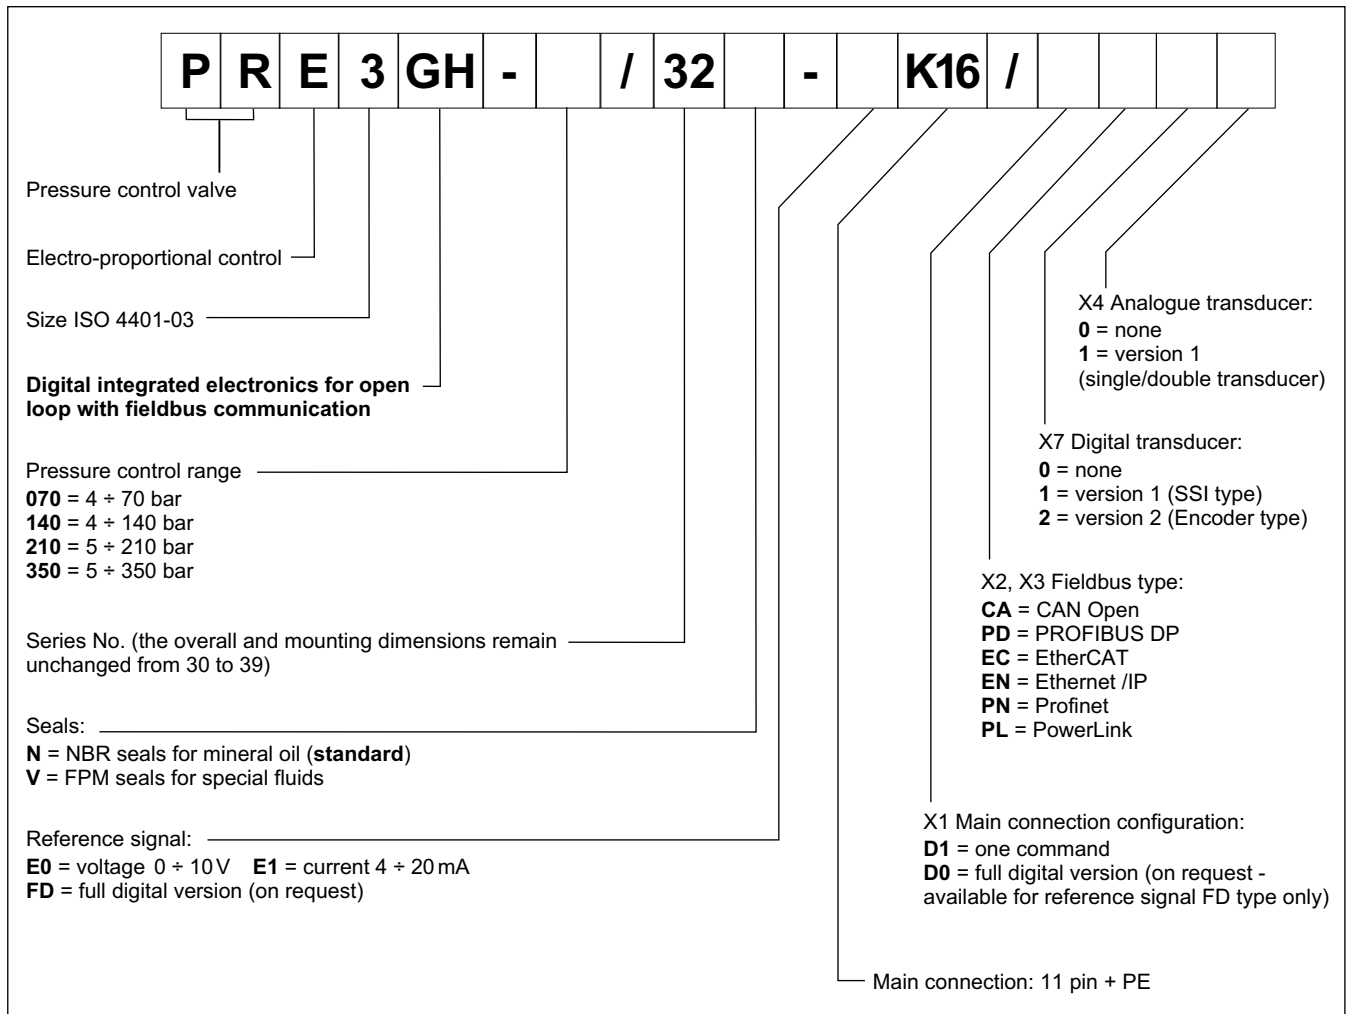 P R E 3 GH - / 32 - K16 /
Pressure control valve
Electro-proportional control
Size ISO 4401-03
Digital integrated electronics for open
loop with fieldbus communication
Pressure control range
070 = 4 ÷ 70 bar
140 = 4 ÷ 140 bar
210 = 5 ÷ 210 bar
350 = 5 ÷ 350 bar
Series No. (the overall and mounting dimensions remain
unchanged from 30 to 39)
Seals:
N = NBR seals for mineral oil (standard)
V = FPM seals for special fluids
Reference signal:
E0 = voltage 0 ÷ 10V E1 = current 4 ÷ 20mA
FD = full digital version (on request)
X4 Analogue transducer:
0 = none
1 = version 1
(single/double transducer)
X7 Digital transducer:
0 = none
1 = version 1 (SSI type)
2 = version 2 (Encoder type)
X2, X3 Fieldbus type:
CA = CAN Open
PD = PROFIBUS DP
EC = EtherCAT
EN = Ethernet /IP
PN = Profinet
PL = PowerLink
X1 Main connection configuration:
D1 = one command
D0 = full digital version (on request -
available for reference signal FD type only)
Main connection: 11 pin + PE